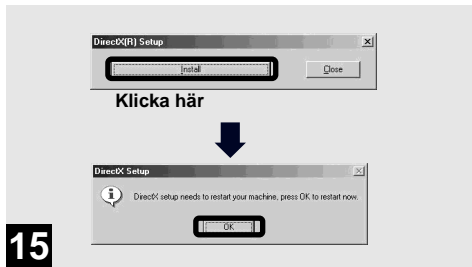 DirectX(R) Setup
Install
Close
Klicka här
DirectX Setup
DirectX setup needs to restart your machine, press OK to restart now.
OK
15